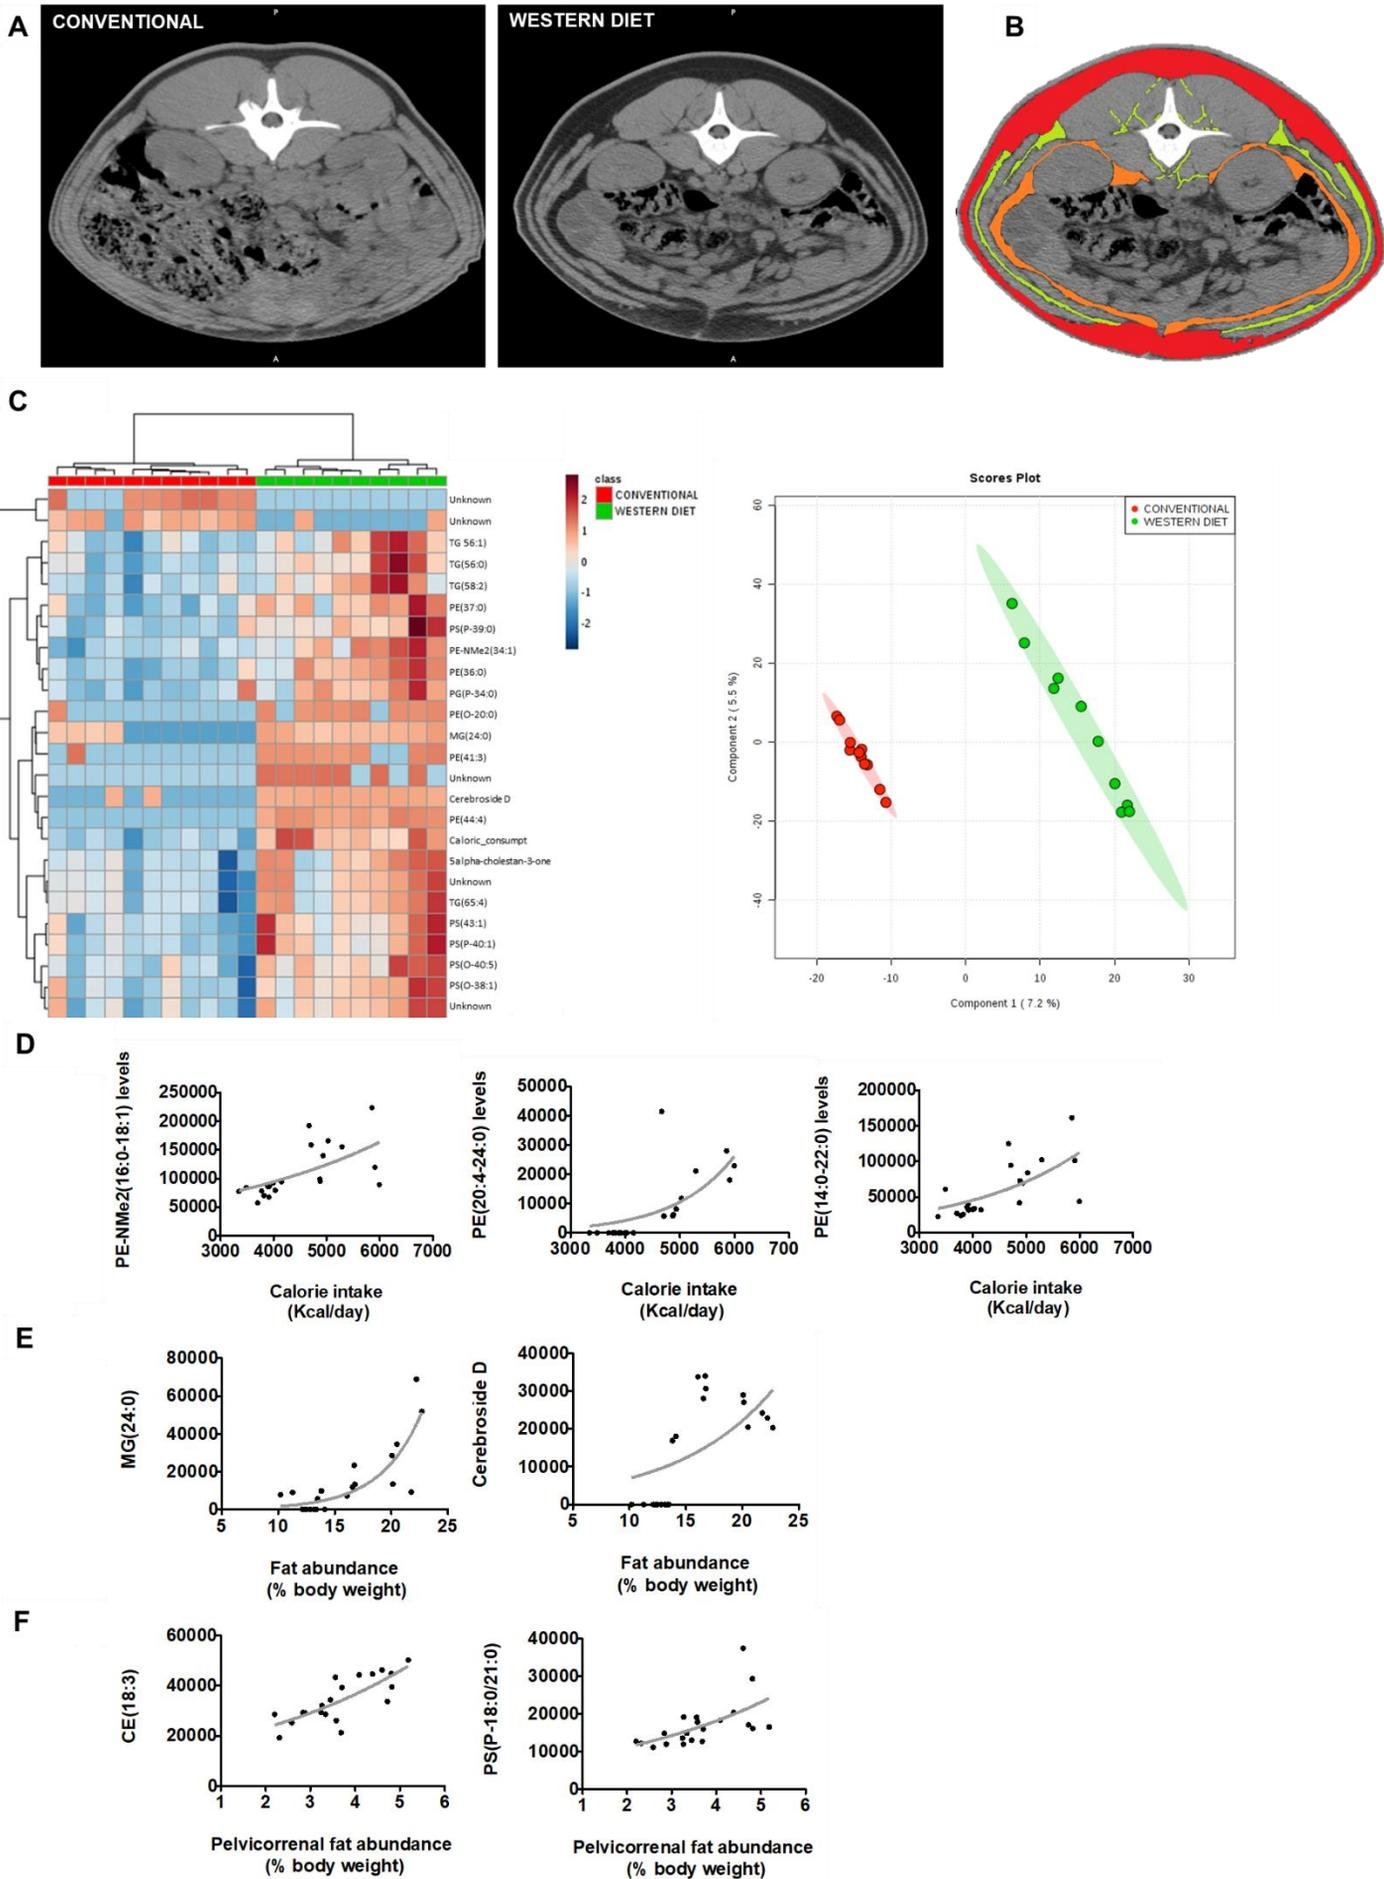 A
CONVENTIONAL
P
A
WESTERN DIET
P
A
B
C
2
1
0
-1
-2
class
CONVENTIONAL
WESTERN DIET
Unknown
Unknown
TG 56:1)
TG(56:0)
TG(58:2)
PE(37:0)
PS(P-39:0)
PE-NMe2(34:1)
PE(36:0)
PG(P-34:0)
PE(O-20:0)
MG(24:0)
PE(41:3)
Unknown
Cerebroside D
PE(44:4)
Caloric_consumpt
5alpha-cholestan-3-one
Unknown
TG(65:4)
PS(43:1)
PS(P-40:1)
PS(O-40:5)
PS(O-38:1)
Unknown
Scores Plot
CONVENTIONAL
WESTERN DIET
Component 2 ( 5.5 %)
60
40
20
0
-20
-40
-20 -10 0 10 20 30
Component 1 ( 7.2 %)
D
PE-NMe2(16:0-18:1) levels
250000
200000
150000
100000
50000
0
3000 4000 5000 6000 7000
Calorie intake
(Kcal/day)
PE(20:4-24:0) levels
50000
40000
30000
20000
10000
0
3000 4000 5000 6000 700
Calorie intake
(Kcal/day)
PE(14:0-22:0) levels
200000
150000
100000
50000
0
3000 4000 5000 6000 7000
Calorie intake
(Kcal/day)
E
MG(24:0)
80000
60000
40000
20000
0
5 10 15 20 25
Fat abundance
(% body weight)
Cerebroside D
40000
30000
20000
10000
0
5 10 15 20 25
Fat abundance
(% body weight)
F
CE(18:3)
60000
40000
20000
0
1 2 3 4 5 6
Pelvicorrenal fat abundance
(% body weight)
PS(P-18:0/21:0)
40000
30000
20000
10000
0
1 2 3 4 5 6
Pelvicorrenal fat abundance
(% body weight)